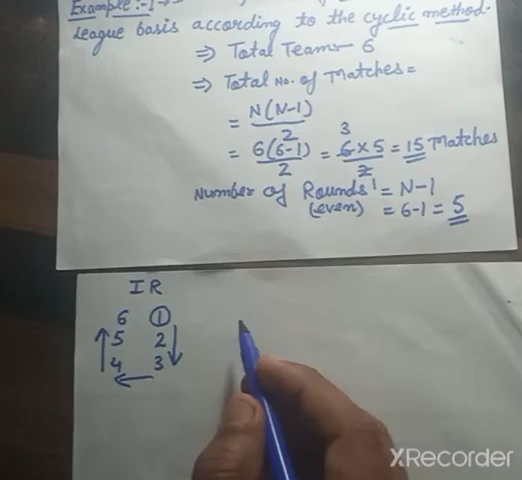 Example:-1
League basis according to the cyclic method.
⇒ Total Teams - 6
⇒ Total No. of Matches =
= N(N-1)/2
= 6(6-1)/2 = 6×5/2 = 15 Matches
3
1
Number of Rounds = N-1
(even) = 6-1 = 5
I R
6 ①
5 2
4 3
XRecorder